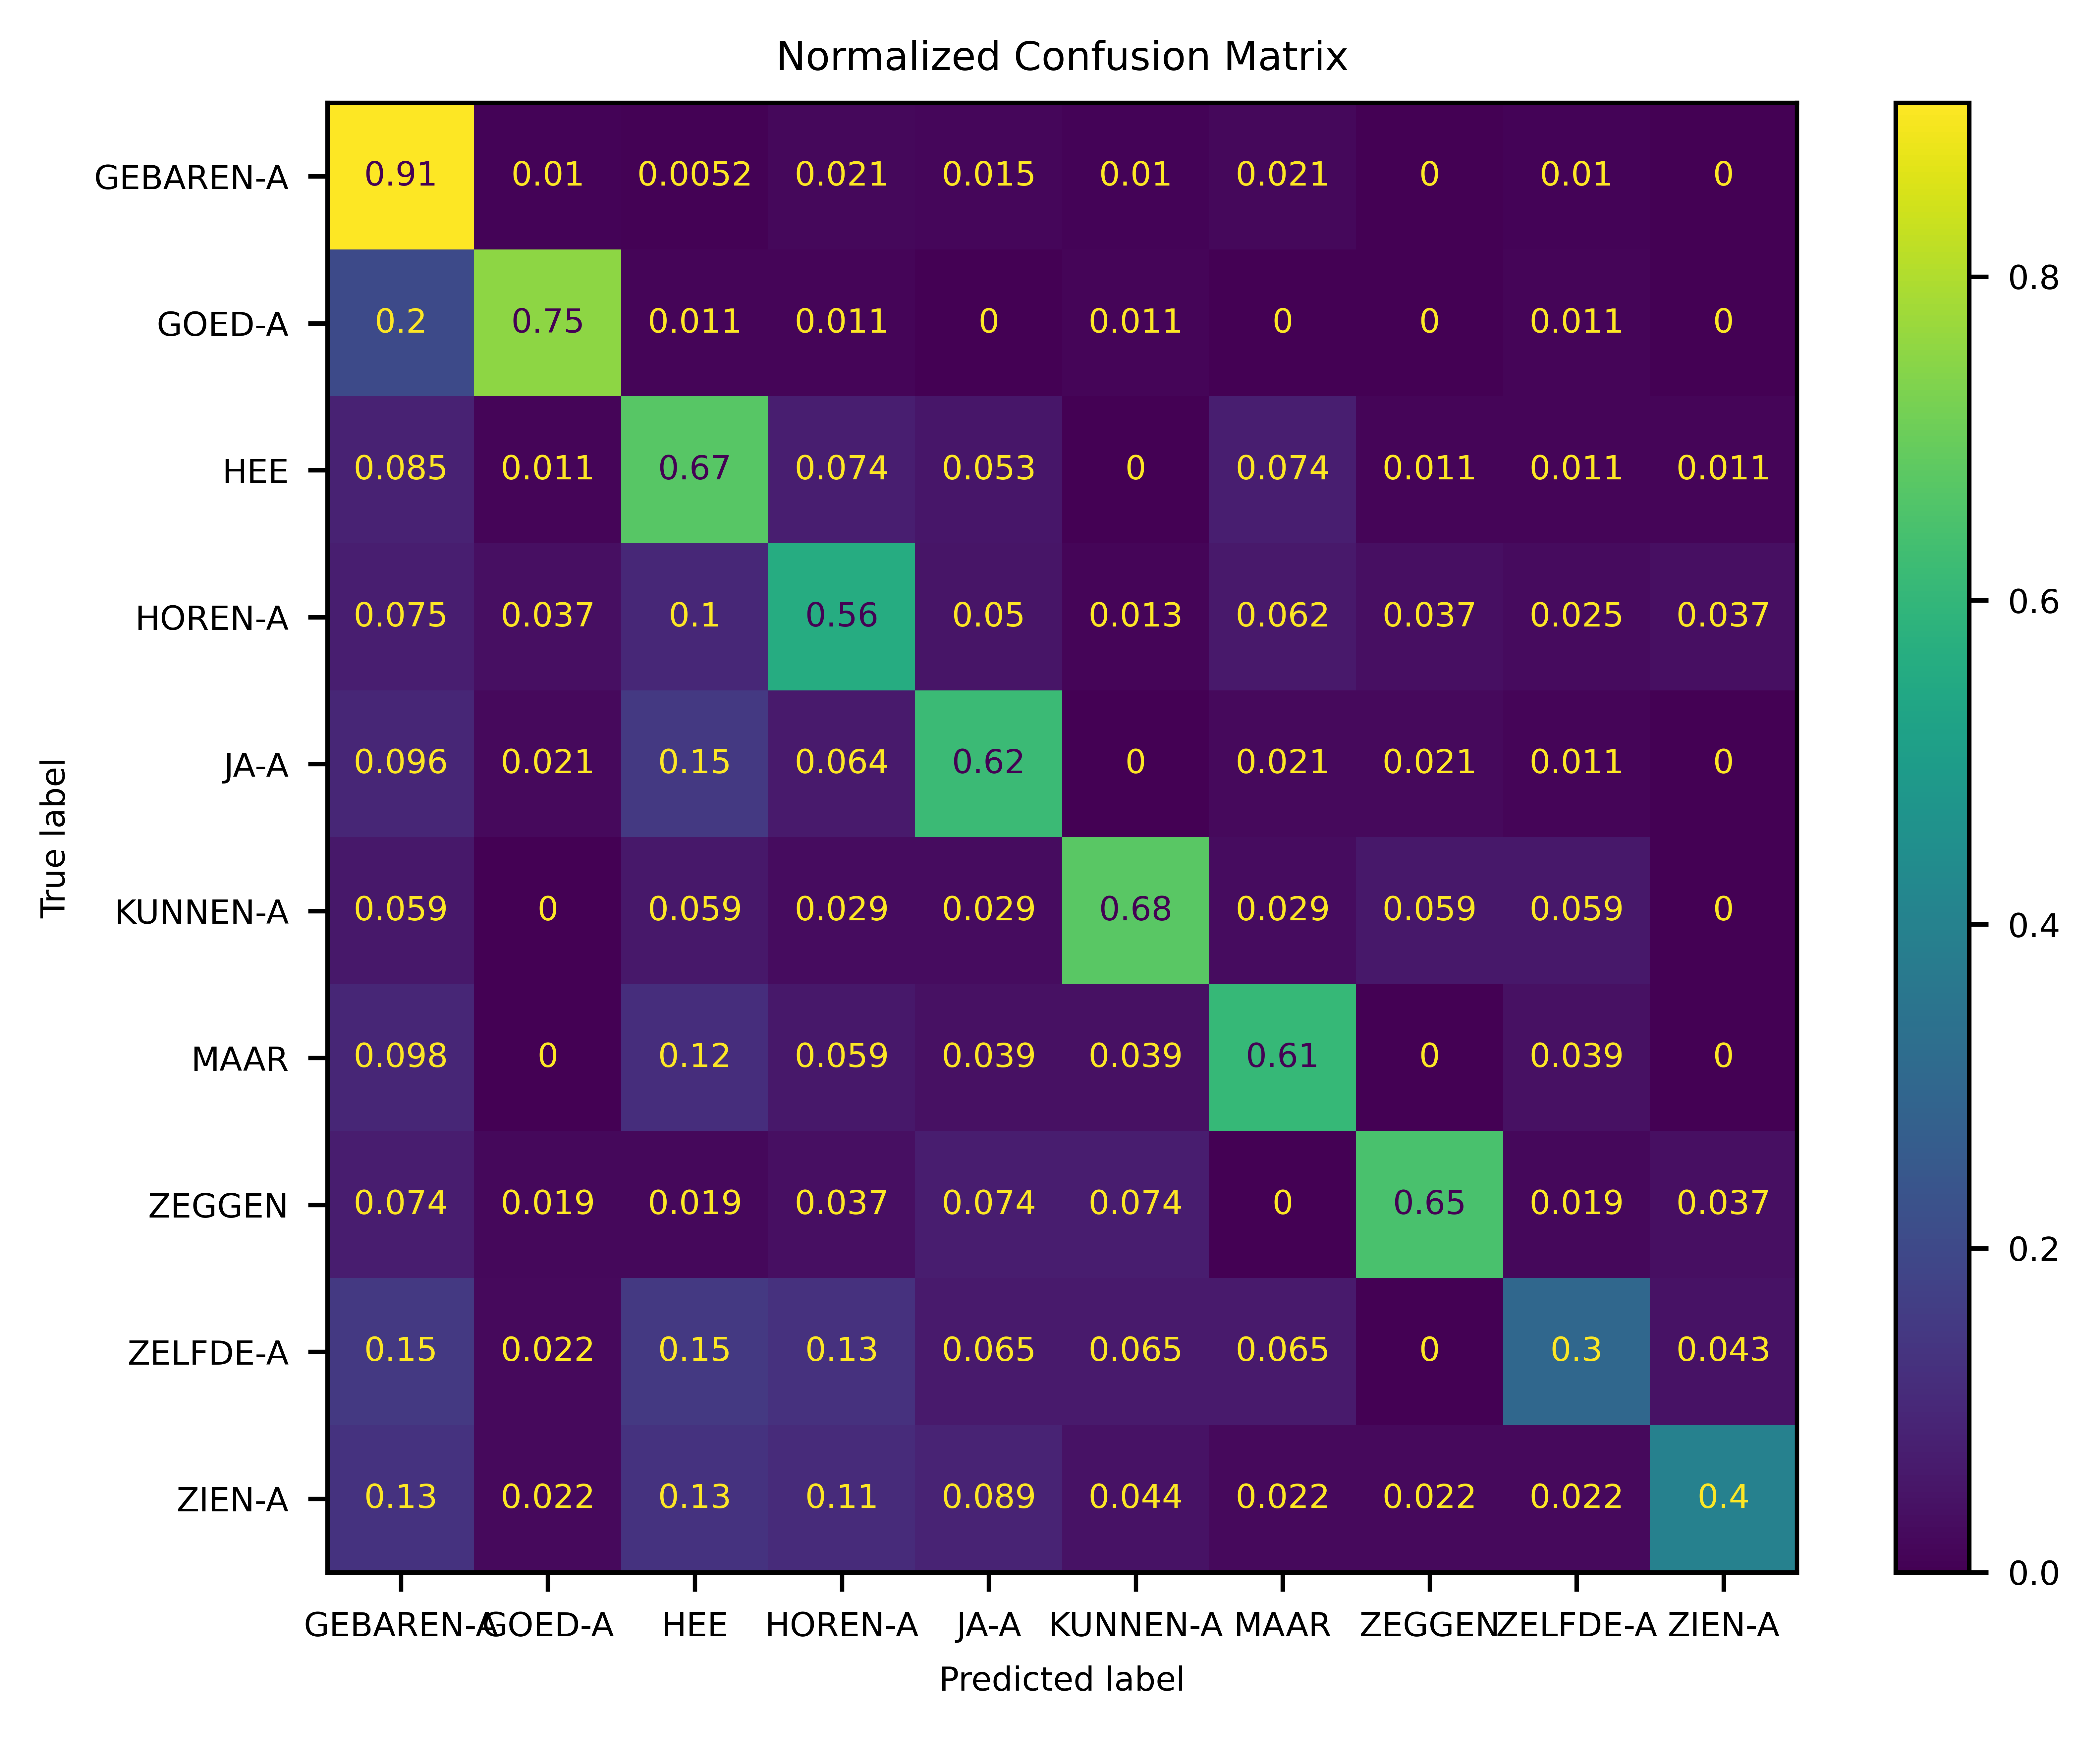 Normalized Confusion Matrix
GEBAREN-A 0.91 0.01 0.0052 0.021 0.015 0.01 0.021 0 0.01 0
GOED-A 0.2 0.75 0.011 0.011 0 0.011 0 0 0.011 0
HEE 0.085 0.011 0.67 0.074 0.053 0 0.074 0.011 0.011 0.011
HOREN-A 0.075 0.037 0.1 0.56 0.05 0.013 0.062 0.037 0.025 0.037
JA-A 0.096 0.021 0.15 0.064 0.62 0 0.021 0.021 0.011 0
KUNNEN-A 0.059 0 0.059 0.029 0.029 0.68 0.029 0.059 0.059 0
MAAR 0.098 0 0.12 0.059 0.039 0.039 0.61 0 0.039 0
ZEGGEN 0.074 0.019 0.019 0.037 0.074 0.074 0 0.65 0.019 0.037
ZELFDE-A 0.15 0.022 0.15 0.13 0.065 0.065 0.065 0 0.3 0.043
ZIEN-A 0.13 0.022 0.13 0.11 0.089 0.044 0.022 0.022 0.022 0.4
GEBAREN-A GOED-A HEE HOREN-A JA-A KUNNEN-A MAAR ZEGGEN ZELFDE-A ZIEN-A
Predicted label
True label
0.8
0.6
0.4
0.2
0.0